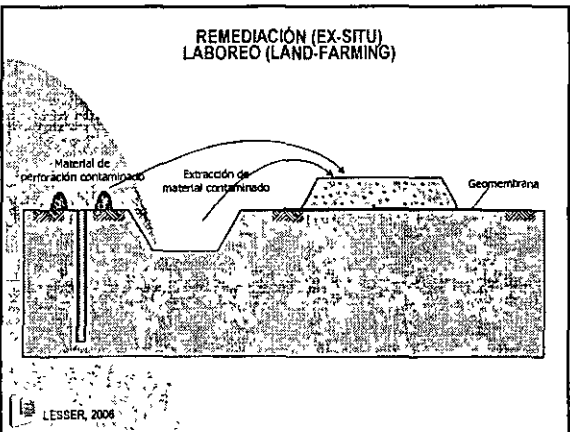 REMEDIACIÓN (EX-SITU)
LABOREO (LAND-FARMING)
Material de
perforación contaminado
Extracción de
material contaminado
Geomembrana
LESSER, 2006